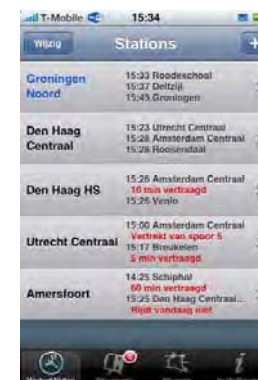 T-Mobile 15:34
Wijzig Stations +
Groningen Noord
15:33 Roodeschool
15:37 Delfzijl
15:45 Groningen
Den Haag Centraal
15:23 Utrecht Centraal
15:28 Amsterdam Centraal
15:28 Roosendaal
Den Haag HS
15:26 Amsterdam Centraal
10 min vertraagd
15:26 Venlo
Utrecht Centraal
15:00 Amsterdam Centraal
Vertrekt van spoor 5
15:17 Breukelen
5 min vertraagd
Amersfoort
14:25 Schiphol
60 min vertraagd
15:25 Den Haag Centraal...
Rijdt vandaag niet